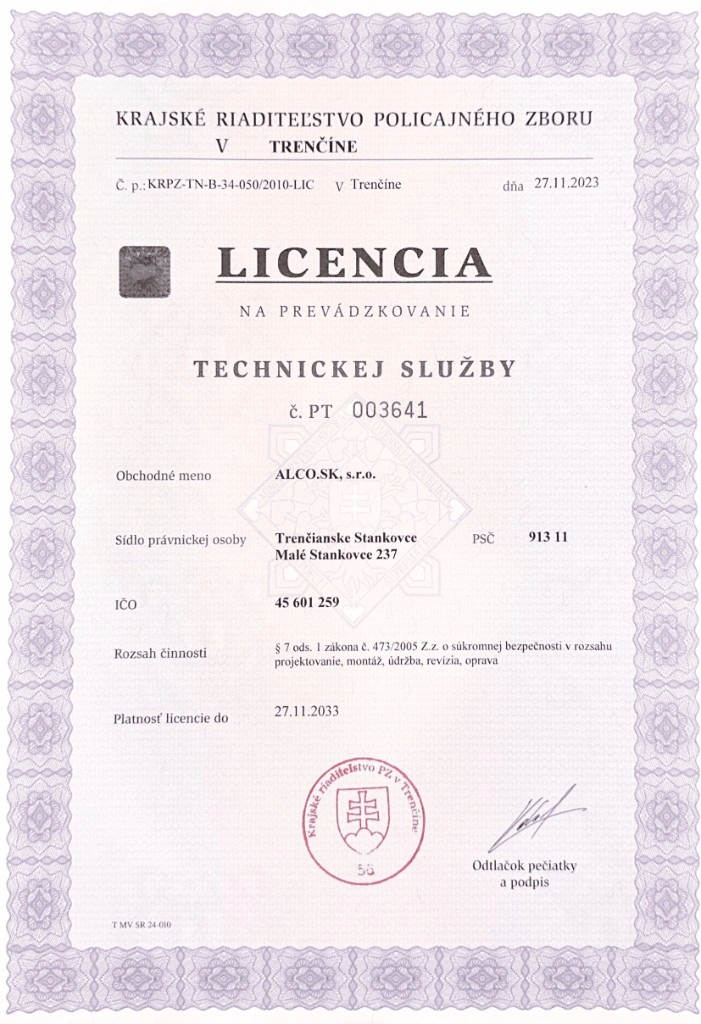 KRAJSKÉ RIADITEĽSTVO POLICAJNÉHO ZBORU
V TRENČÍNE
Č. p.: KRPZ-TN-B-34-050/2010-LIC V Trenčíne dňa 27.11.2023
LICENCIA
NA PREVÁDZKOVANIE
TECHNICKEJ SLUŽBY
č. PT 003641
Obchodné meno ALCO.SK, s.r.o.
Sídlo právnickej osoby Trenčianske Stankovce PSČ 913 11
Malé Stankovce 237
IČO 45 601 259
Rozsah činnosti § 7 ods. 1 zákona č. 473/2005 Z.z. o súkromnej bezpečnosti v rozsahu
projektovanie, montáž, údržba, revízia, oprava
Platnosť licencie do 27.11.2033
Krajské riaditeľstvo PZ v Trenčíne
58
Odtlačok pečiatky
a podpis
T MV SR 24-010